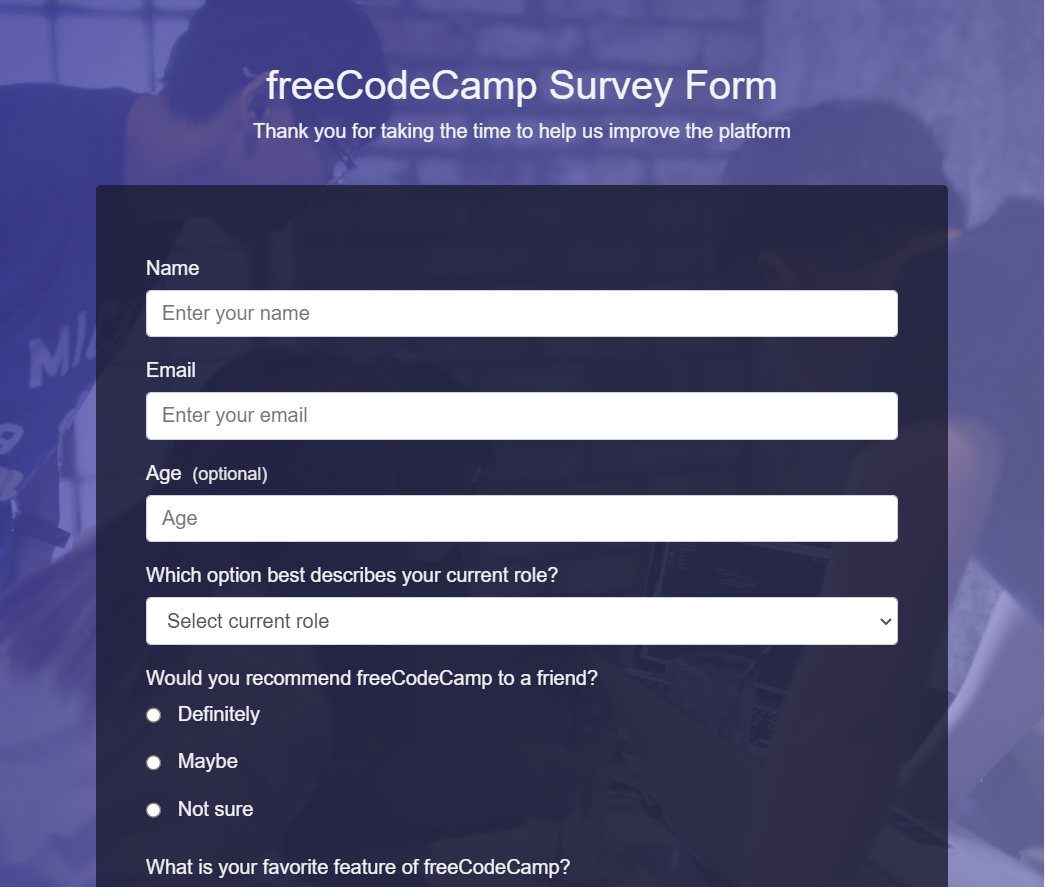 freeCodeCamp Survey Form
Thank you for taking the time to help us improve the platform
Name
Enter your name
Email
Enter your email
Age (optional)
Age
Which option best describes your current role?
Select current role
Would you recommend freeCodeCamp to a friend?
Definitely
Maybe
Not sure
What is your favorite feature of freeCodeCamp?